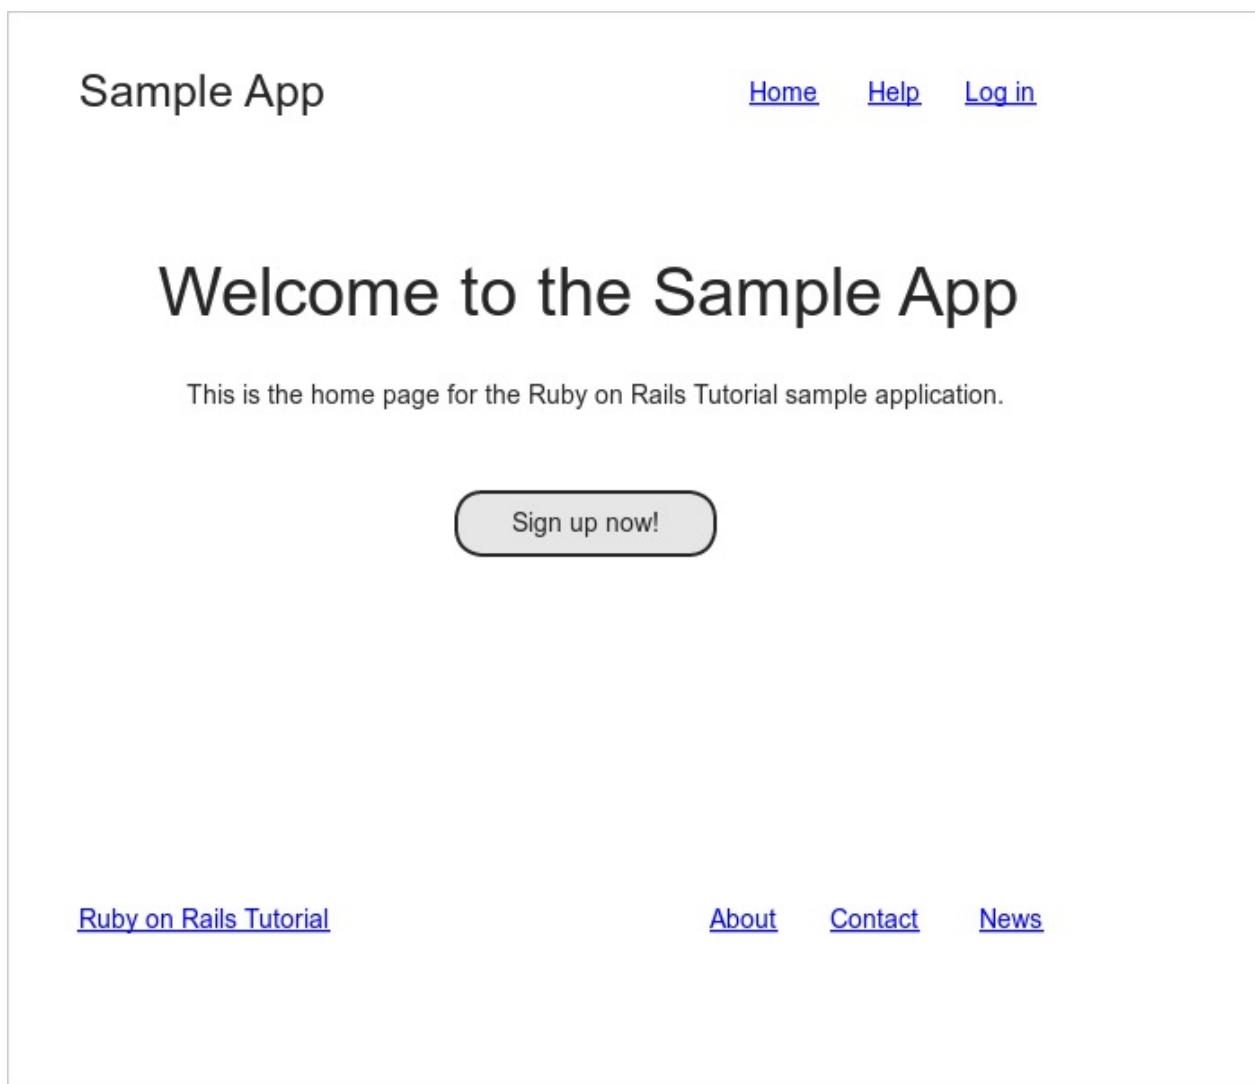 Sample App Home Help Log in
Welcome to the Sample App
This is the home page for the Ruby on Rails Tutorial sample application.
Sign up now!
Ruby on Rails Tutorial About Contact News